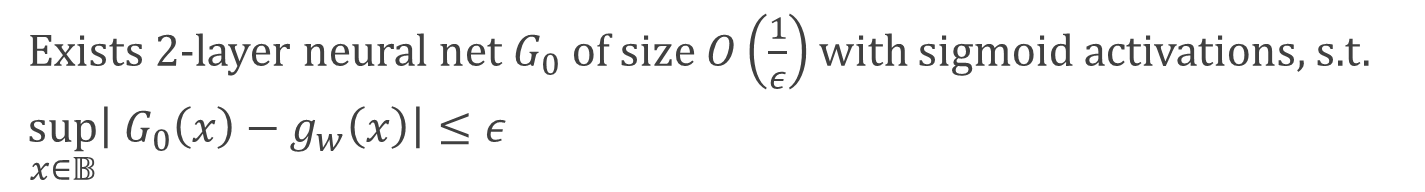 Exists 2-layer neural net G₀ of size O(1/ϵ) with sigmoid activations, s.t.
sup_{x∈𝔹}| G₀(x) − g_w(x)| ≤ ϵ